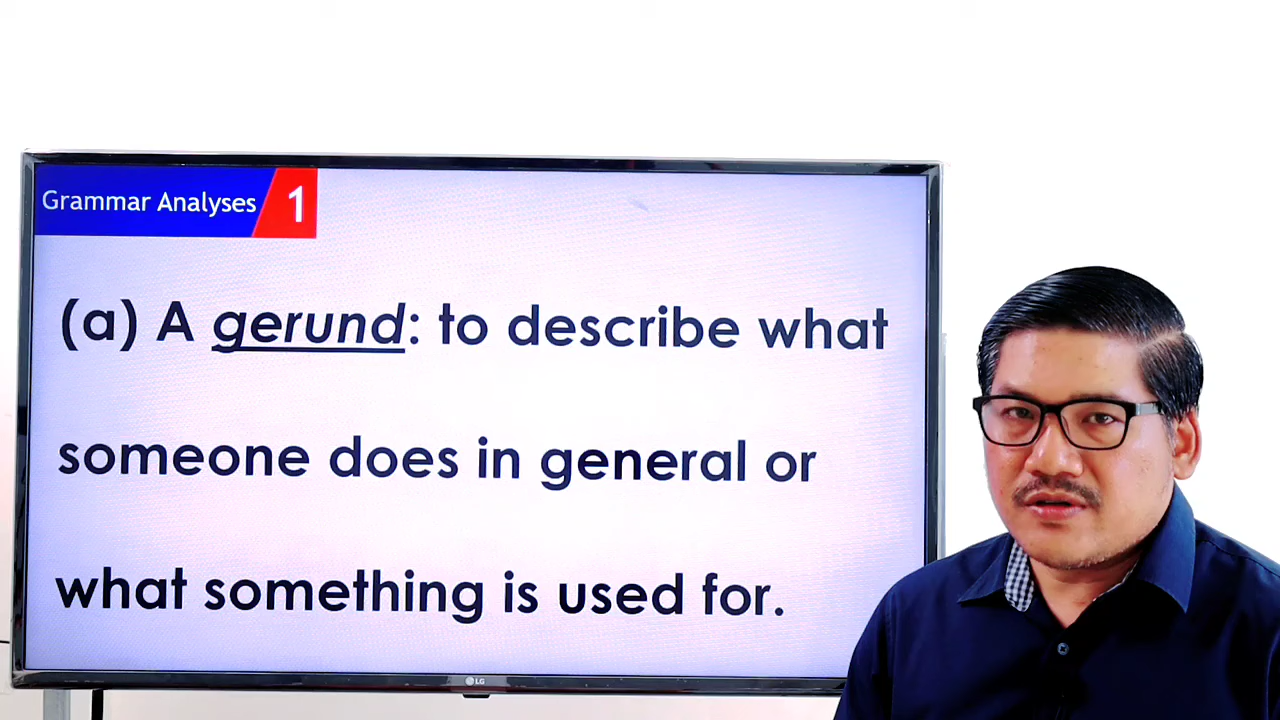 Grammar Analyses 1
(a) A gerund: to describe what
someone does in general or
what something is used for.
LG